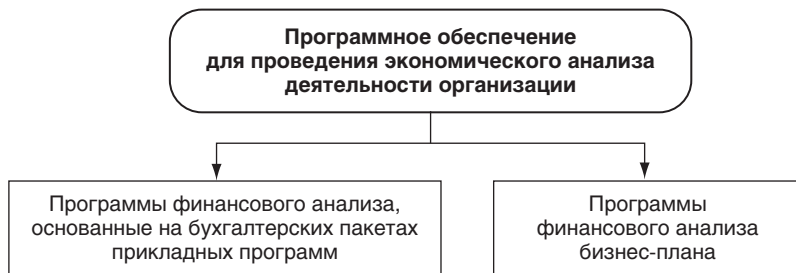 Программное обеспечение
для проведения экономического анализа
деятельности организации
Программы финансового анализа,
основанные на бухгалтерских пакетах
прикладных программ
Программы
финансового анализа
бизнес-плана